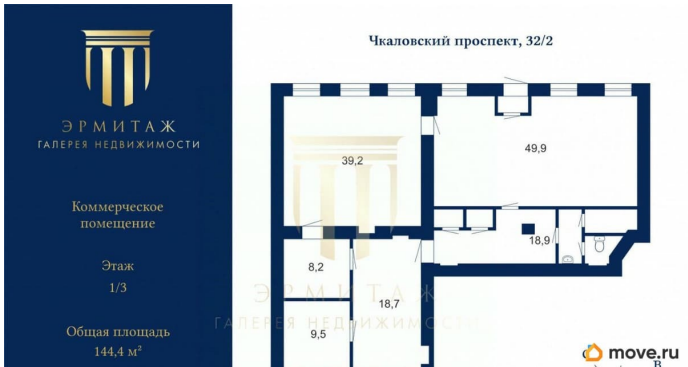 ЭРМИТАЖ
ГАЛЕРЕЯ НЕДВИЖИМОСТИ
Коммерческое
помещение
Этаж
1/3
Общая площадь
144,4 м²
Чкаловский проспект, 32/2
39,2
49,9
18,9
8,2
18,7
9,5
ЭРМИТАЖ
ГАЛЕРЕЯ НЕДВИЖИМОСТИ
move.ru
В